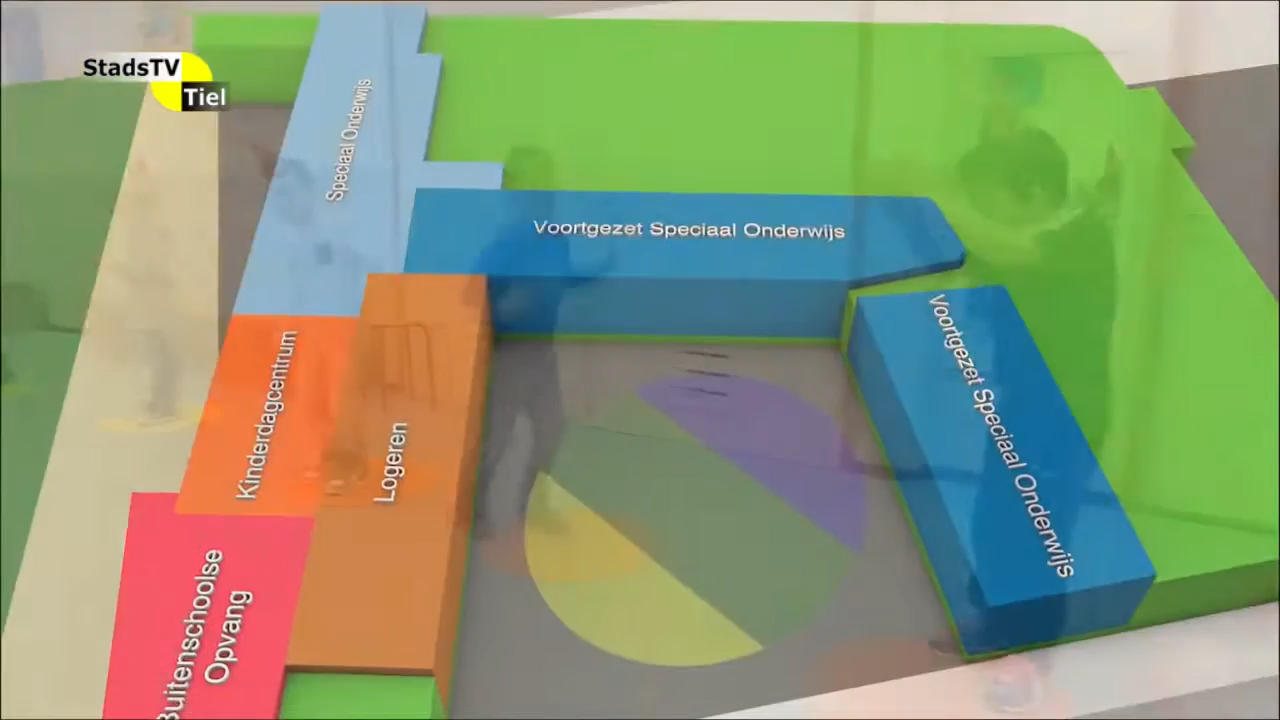 StadsTV
Tiel
Speciaal Onderwijs
Voortgezet Speciaal Onderwijs
Voortgezet Speciaal Onderwijs
Kinderdagcentrum
Logeren
Buitenschoolse
Opvang